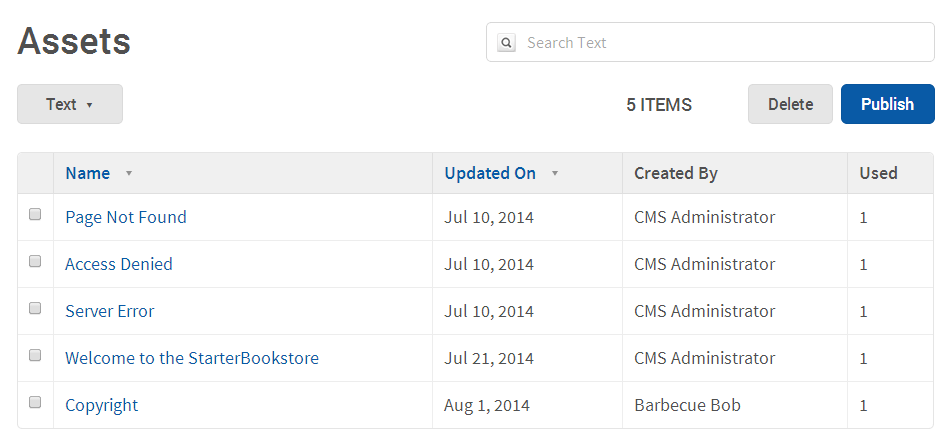 Assets
Search Text
Text 5 ITEMS Delete Publish
Name Updated On Created By Used
Page Not Found Jul 10, 2014 CMS Administrator 1
Access Denied Jul 10, 2014 CMS Administrator 1
Server Error Jul 10, 2014 CMS Administrator 1
Welcome to the StarterBookstore Jul 21, 2014 CMS Administrator 1
Copyright Aug 1, 2014 Barbecue Bob 1